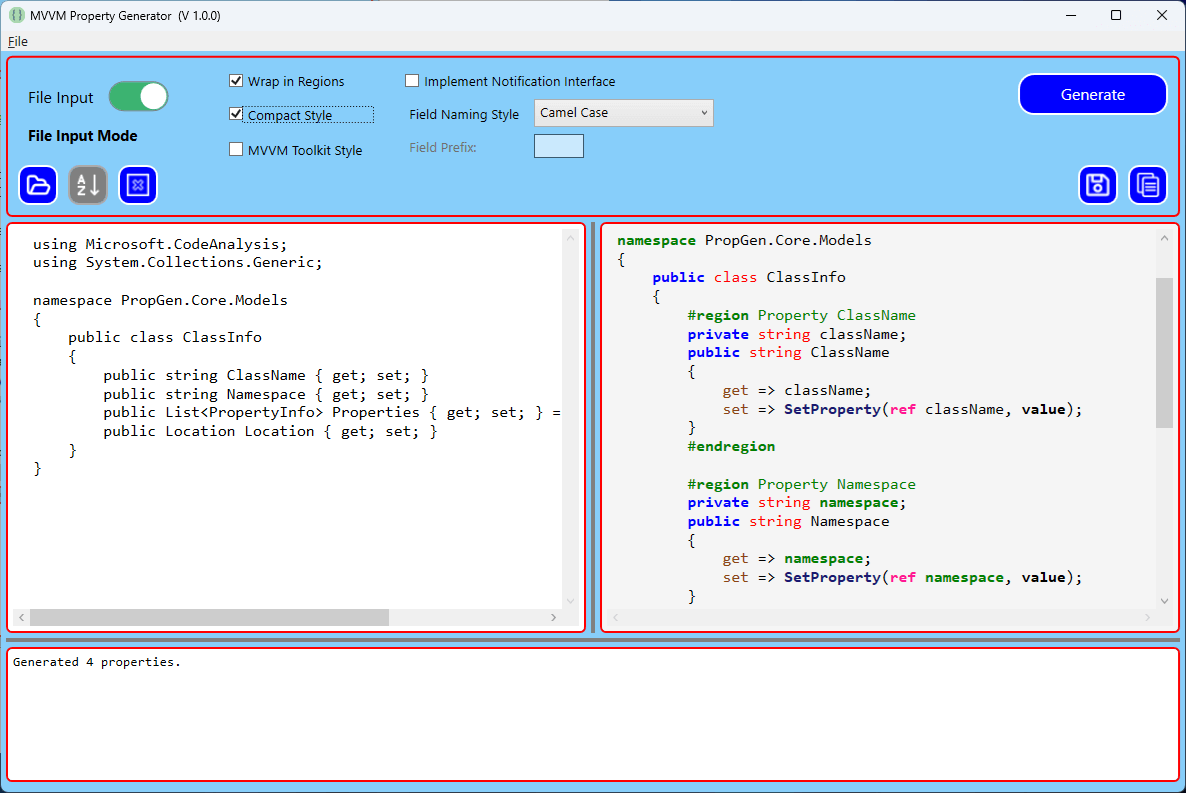 MVVM Property Generator (V 1.0.0)
File
File Input
File Input Mode
Wrap in Regions
Compact Style
MVVM Toolkit Style
Implement Notification Interface
Field Naming Style
Camel Case
Field Prefix:
Generate
using Microsoft.CodeAnalysis;
using System.Collections.Generic;
namespace PropGen.Core.Models
{
public class ClassInfo
{
public string ClassName { get; set; }
public string Namespace { get; set; }
public List<PropertyInfo> Properties { get; set; } =
public Location Location { get; set; }
}
}
namespace PropGen.Core.Models
{
public class ClassInfo
{
#region Property ClassName
private string className;
public string ClassName
{
get => className;
set => SetProperty(ref className, value);
}
#endregion
#region Property Namespace
private string namespace;
public string Namespace
{
get => namespace;
set => SetProperty(ref namespace, value);
}
Generated 4 properties.